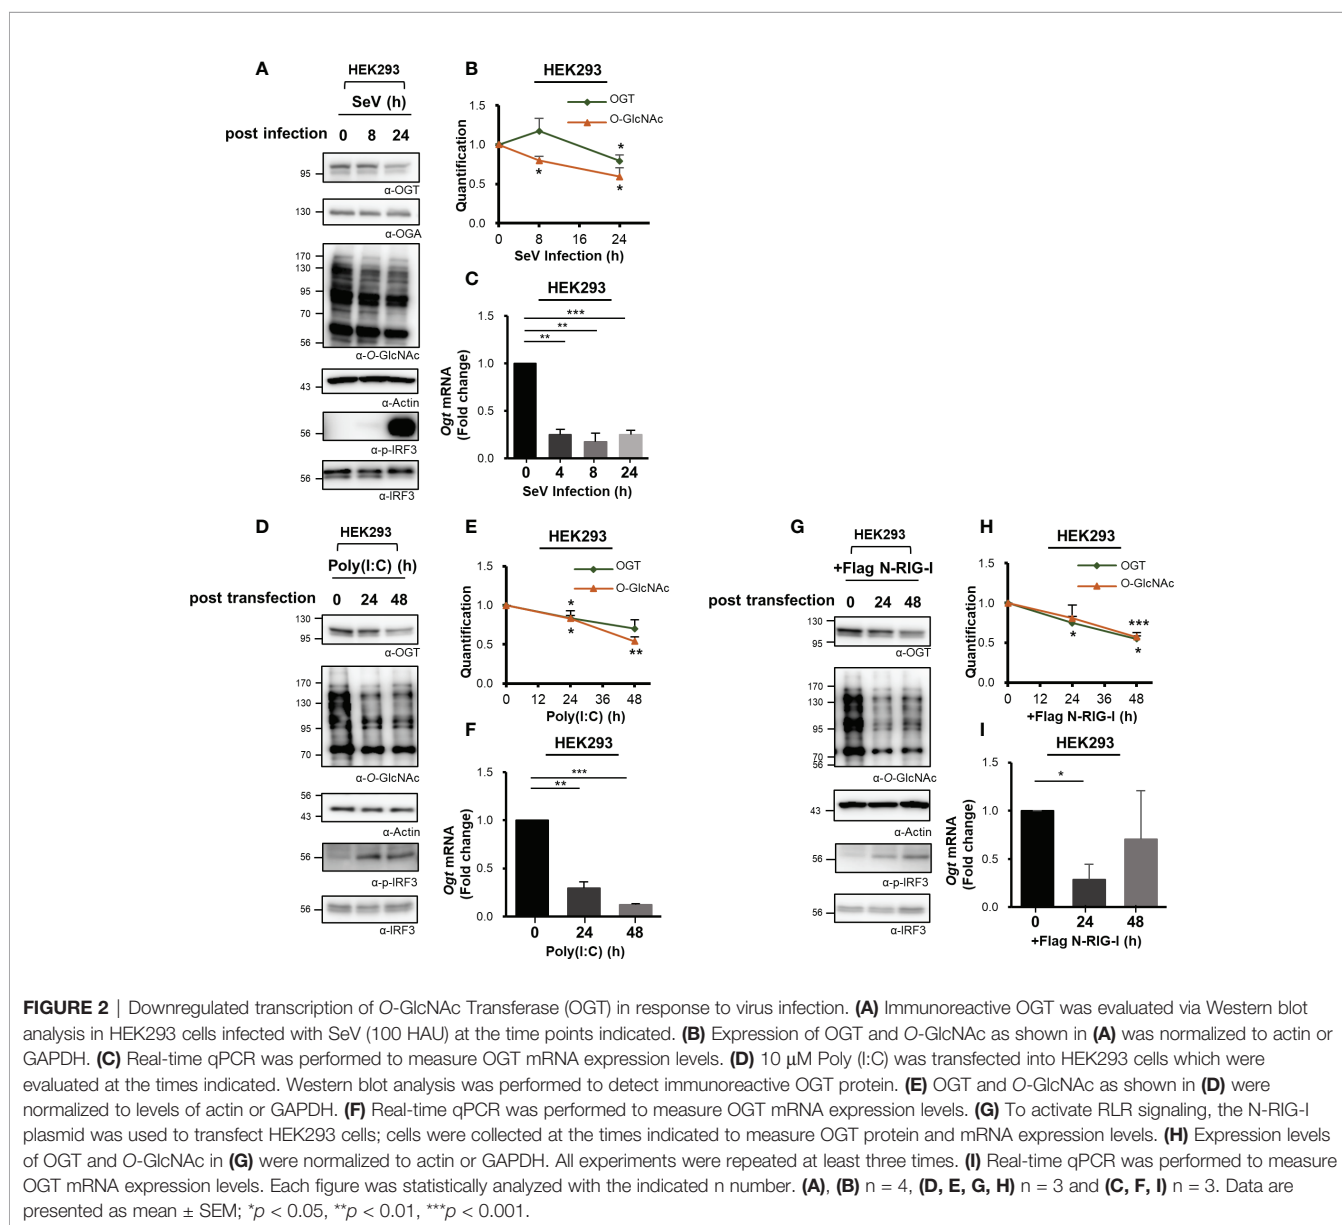 A
HEK293
SeV (h)
post infection 0 8 24
95
α-OGT
130
α-OGA
170
130
95
70
56
α-O-GlcNAc
43
α-Actin
56
α-p-IRF3
56
α-IRF3
B
HEK293
OGT
O-GlcNAc
Quantification
1.5
1.0
0.5
0.0
*
*
*
0 8 16 24
SeV Infection (h)
C
HEK293
***
**
**
Ogt mRNA
(Fold change)
1.5
1.0
0.5
0.0
0 4 8 24
SeV Infection (h)
D
HEK293
Poly(I:C) (h)
post transfection 0 24 48
130
95
α-OGT
170
130
95
70
α-O-GlcNAc
56
43
α-Actin
56
α-p-IRF3
56
α-IRF3
E
HEK293
OGT
O-GlcNAc
Quantification
1.5
1.0
0.5
0.0
*
*
**
0 12 24 36 48
Poly(I:C) (h)
F
HEK293
***
**
Ogt mRNA
(Fold change)
1.5
1.0
0.5
0.0
0 24 48
Poly(I:C) (h)
G
HEK293
+Flag N-RIG-I
post transfection 0 24 48
130
95
α-OGT
170
130
95
70
56
α-O-GlcNAc
43
α-Actin
56
α-p-IRF3
56
α-IRF3
H
HEK293
OGT
O-GlcNAc
Quantification
1.5
1.0
0.5
0.0
*
***
*
0 12 24 36 48
+Flag N-RIG-I (h)
I
HEK293
*
Ogt mRNA
(Fold change)
1.5
1.0
0.5
0.0
0 24 48
+Flag N-RIG-I (h)
FIGURE 2 | Downregulated transcription of O-GlcNAc Transferase (OGT) in response to virus infection. (A) Immunoreactive OGT was evaluated via Western blot
analysis in HEK293 cells infected with SeV (100 HAU) at the time points indicated. (B) Expression of OGT and O-GlcNAc as shown in (A) was normalized to actin or
GAPDH. (C) Real-time qPCR was performed to measure OGT mRNA expression levels. (D) 10 μM Poly (I:C) was transfected into HEK293 cells which were
evaluated at the times indicated. Western blot analysis was performed to detect immunoreactive OGT protein. (E) OGT and O-GlcNAc as shown in (D) were
normalized to levels of actin or GAPDH. (F) Real-time qPCR was performed to measure OGT mRNA expression levels. (G) To activate RLR signaling, the N-RIG-I
plasmid was used to transfect HEK293 cells; cells were collected at the times indicated to measure OGT protein and mRNA expression levels. (H) Expression levels
of OGT and O-GlcNAc in (G) were normalized to actin or GAPDH. All experiments were repeated at least three times. (I) Real-time qPCR was performed to measure
OGT mRNA expression levels. Each figure was statistically analyzed with the indicated n number. (A), (B) n = 4, (D, E, G, H) n = 3 and (C, F, I) n = 3. Data are
presented as mean ± SEM; *p < 0.05, **p < 0.01, ***p < 0.001.